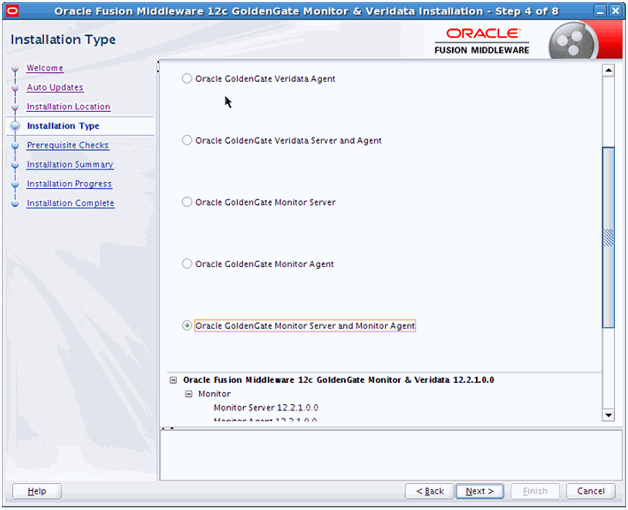 Oracle Fusion Middleware 12c GoldenGate Monitor & Veridata Installation - Step 4 of 8
Installation Type
ORACLE
FUSION MIDDLEWARE
Welcome
Auto Updates
Installation Location
Installation Type
Prerequisite Checks
Installation Summary
Installation Progress
Installation Complete
Oracle GoldenGate Veridata Agent
Oracle GoldenGate Veridata Server and Agent
Oracle GoldenGate Monitor Server
Oracle GoldenGate Monitor Agent
Oracle GoldenGate Monitor Server and Monitor Agent
Oracle Fusion Middleware 12c GoldenGate Monitor & Veridata 12.2.1.0.0
Monitor
Monitor Server 12.2.1.0.0
Monitor Agent 12.2.1.0.0
Help
< Back
Next >
Finish
Cancel